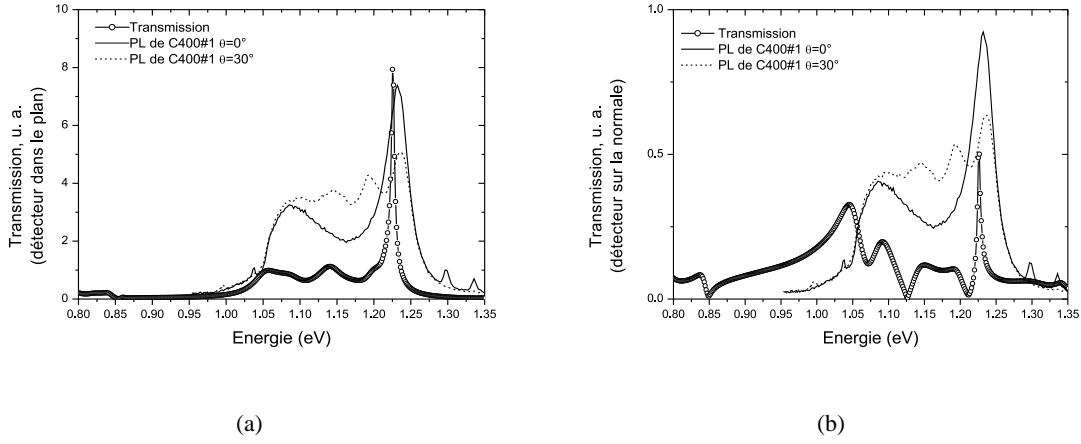 Transmission
PL de C400#1 θ=0°
PL de C400#1 θ=30°
Transmission, u. a.
(détecteur dans le plan)
10
8
6
4
2
0
0.80 0.85 0.90 0.95 1.00 1.05 1.10 1.15 1.20 1.25 1.30 1.35
Energie (eV)
(a)
Transmission
PL de C400#1 θ=0°
PL de C400#1 θ=30°
Transmission, u. a.
(détecteur sur la normale)
1.0
0.5
0.0
0.80 0.85 0.90 0.95 1.00 1.05 1.10 1.15 1.20 1.25 1.30 1.35
Energie (eV)
(b)